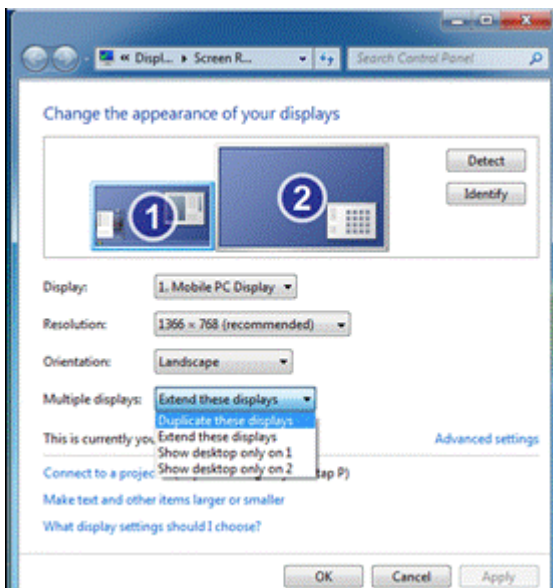 « Displ... ▸ Screen R...
Search Control Panel
Change the appearance of your displays
1
2
Detect
Identify
Display: 1. Mobile PC Display
Resolution: 1366 × 768 (recommended)
Orientation: Landscape
Multiple displays: Extend these displays
Duplicate these displays
This is currently you
Extend these displays
Advanced settings
Show desktop only on 1
Connect to a projec
Show desktop only on 2
tap P)
Make text and other items larger or smaller
What display settings should I choose?
OK Cancel Apply